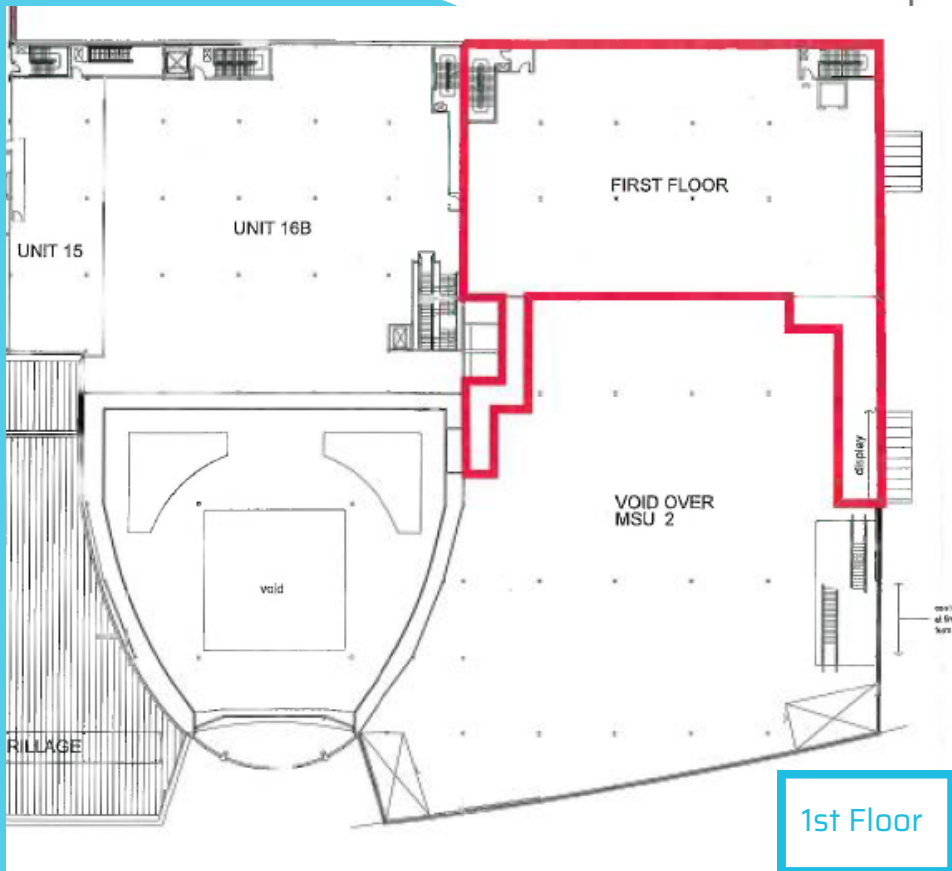 FIRST FLOOR
UNIT 16B
UNIT 15
display
VOID OVER
MSU 2
void
RILLAGE
1st Floor